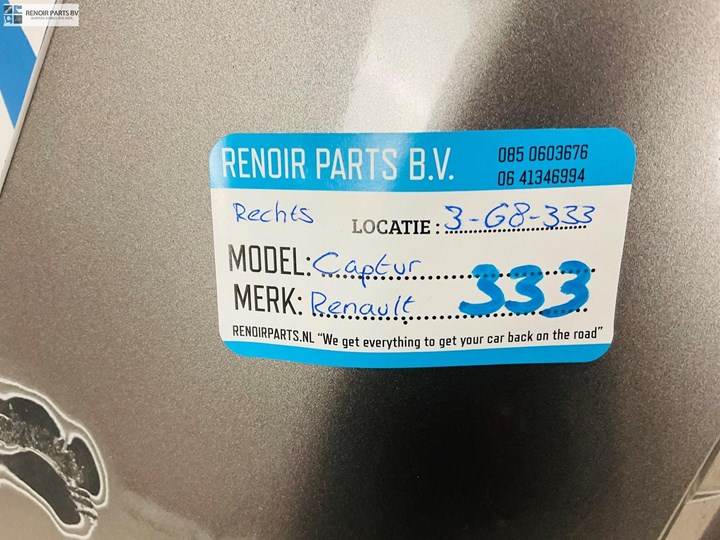 RENOIR PARTS BV
RENOIR PARTS B.V.
085 0603676
06 41346994
Rechts
LOCATIE: 3-G8-333
MODEL: Captur
MERK: Renault 333
RENOIRPARTS.NL "We get everything to get your car back on the road"